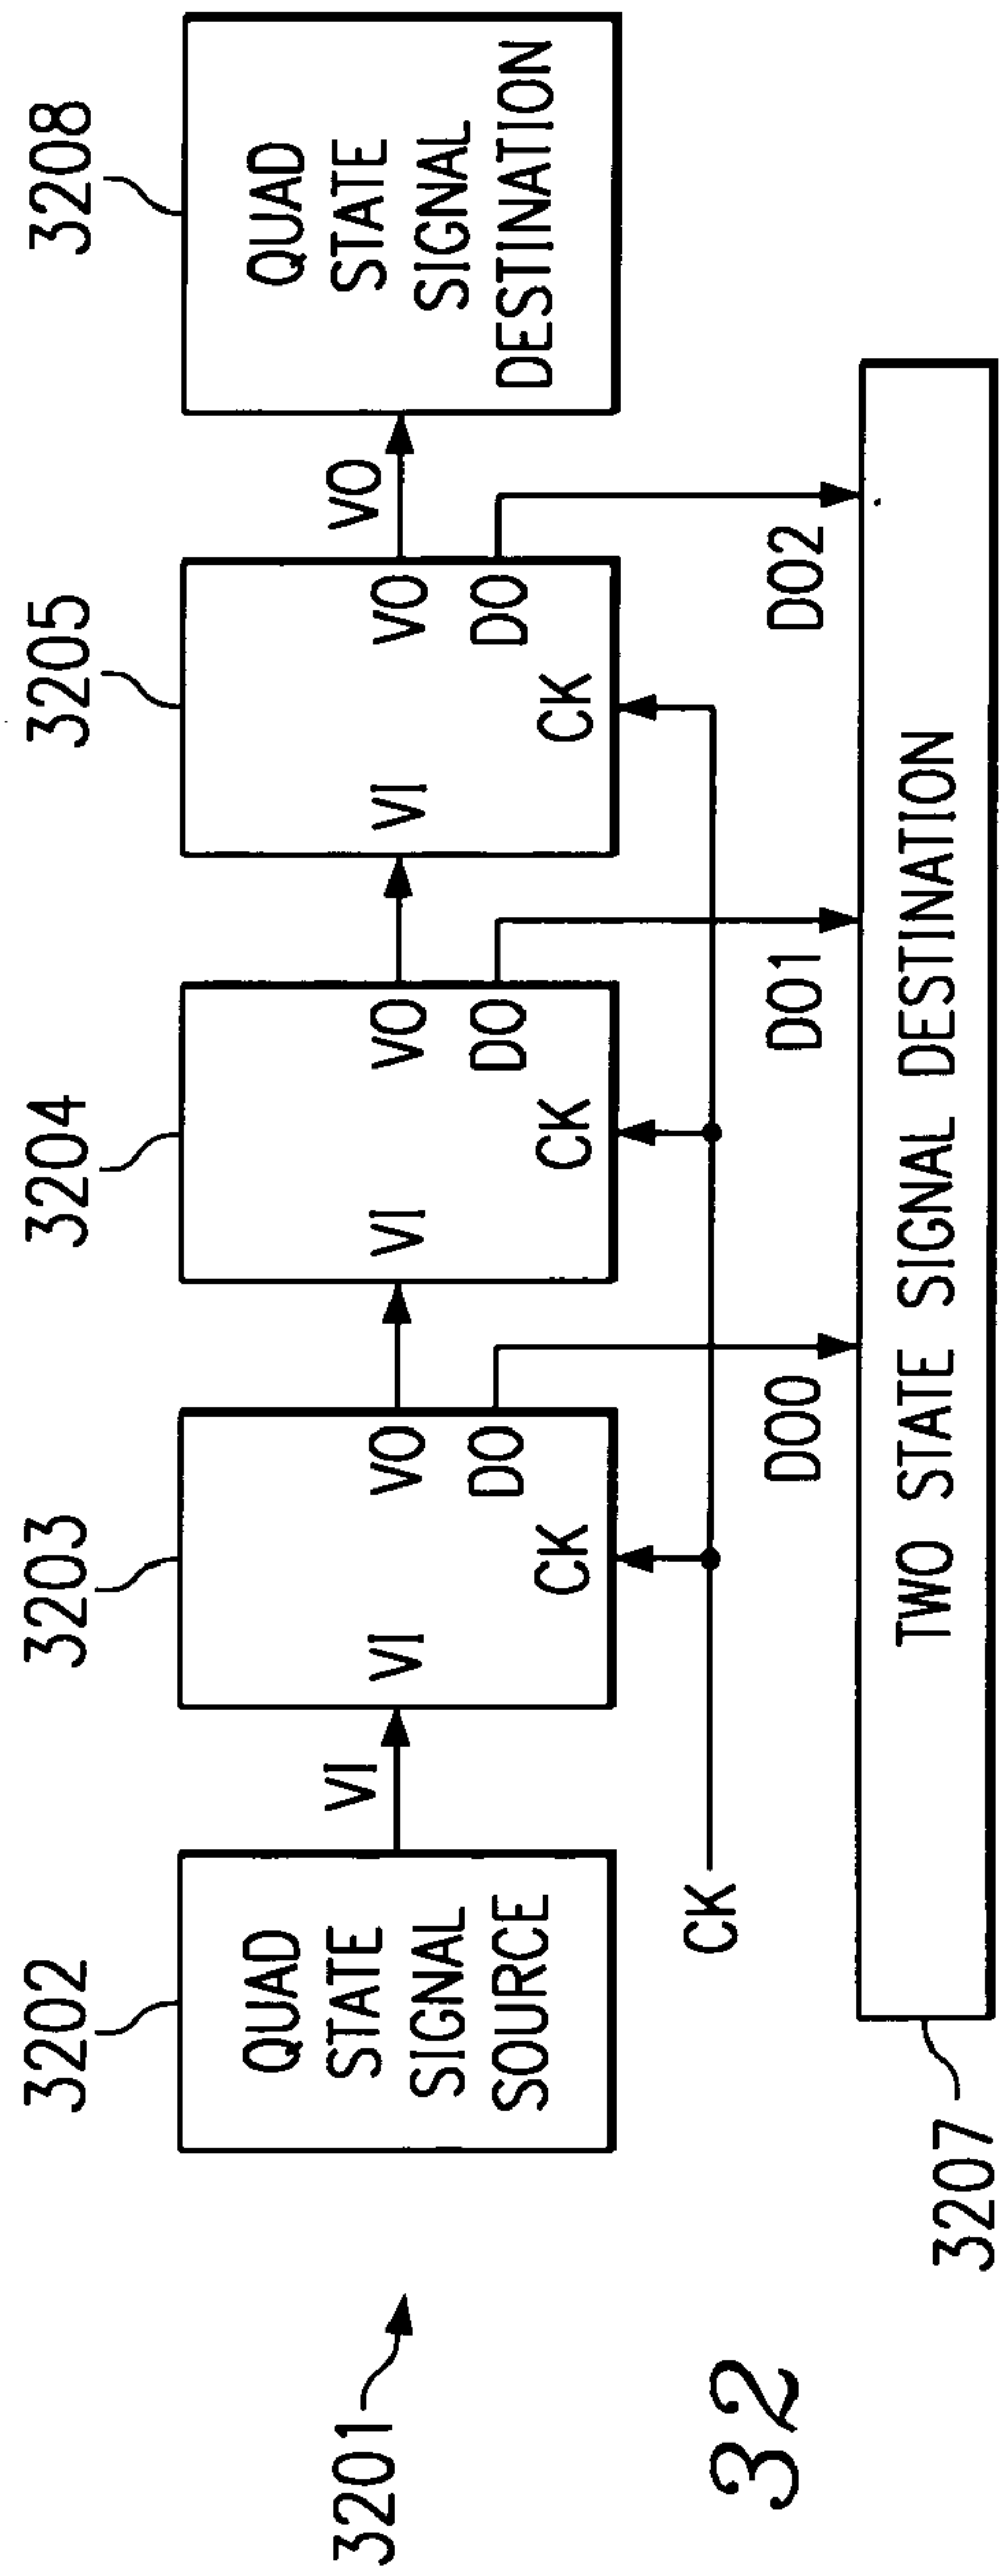 3202
3203
3204
3205
3208
QUAD
STATE
SIGNAL
SOURCE
VI
VI
VO
DO
CK
VI
VO
DO
CK
VI
VO
DO
CK
VO
QUAD
STATE
SIGNAL
DESTINATION
3201
CK
DO0
DO1
DO2
TWO STATE SIGNAL DESTINATION
3207
32